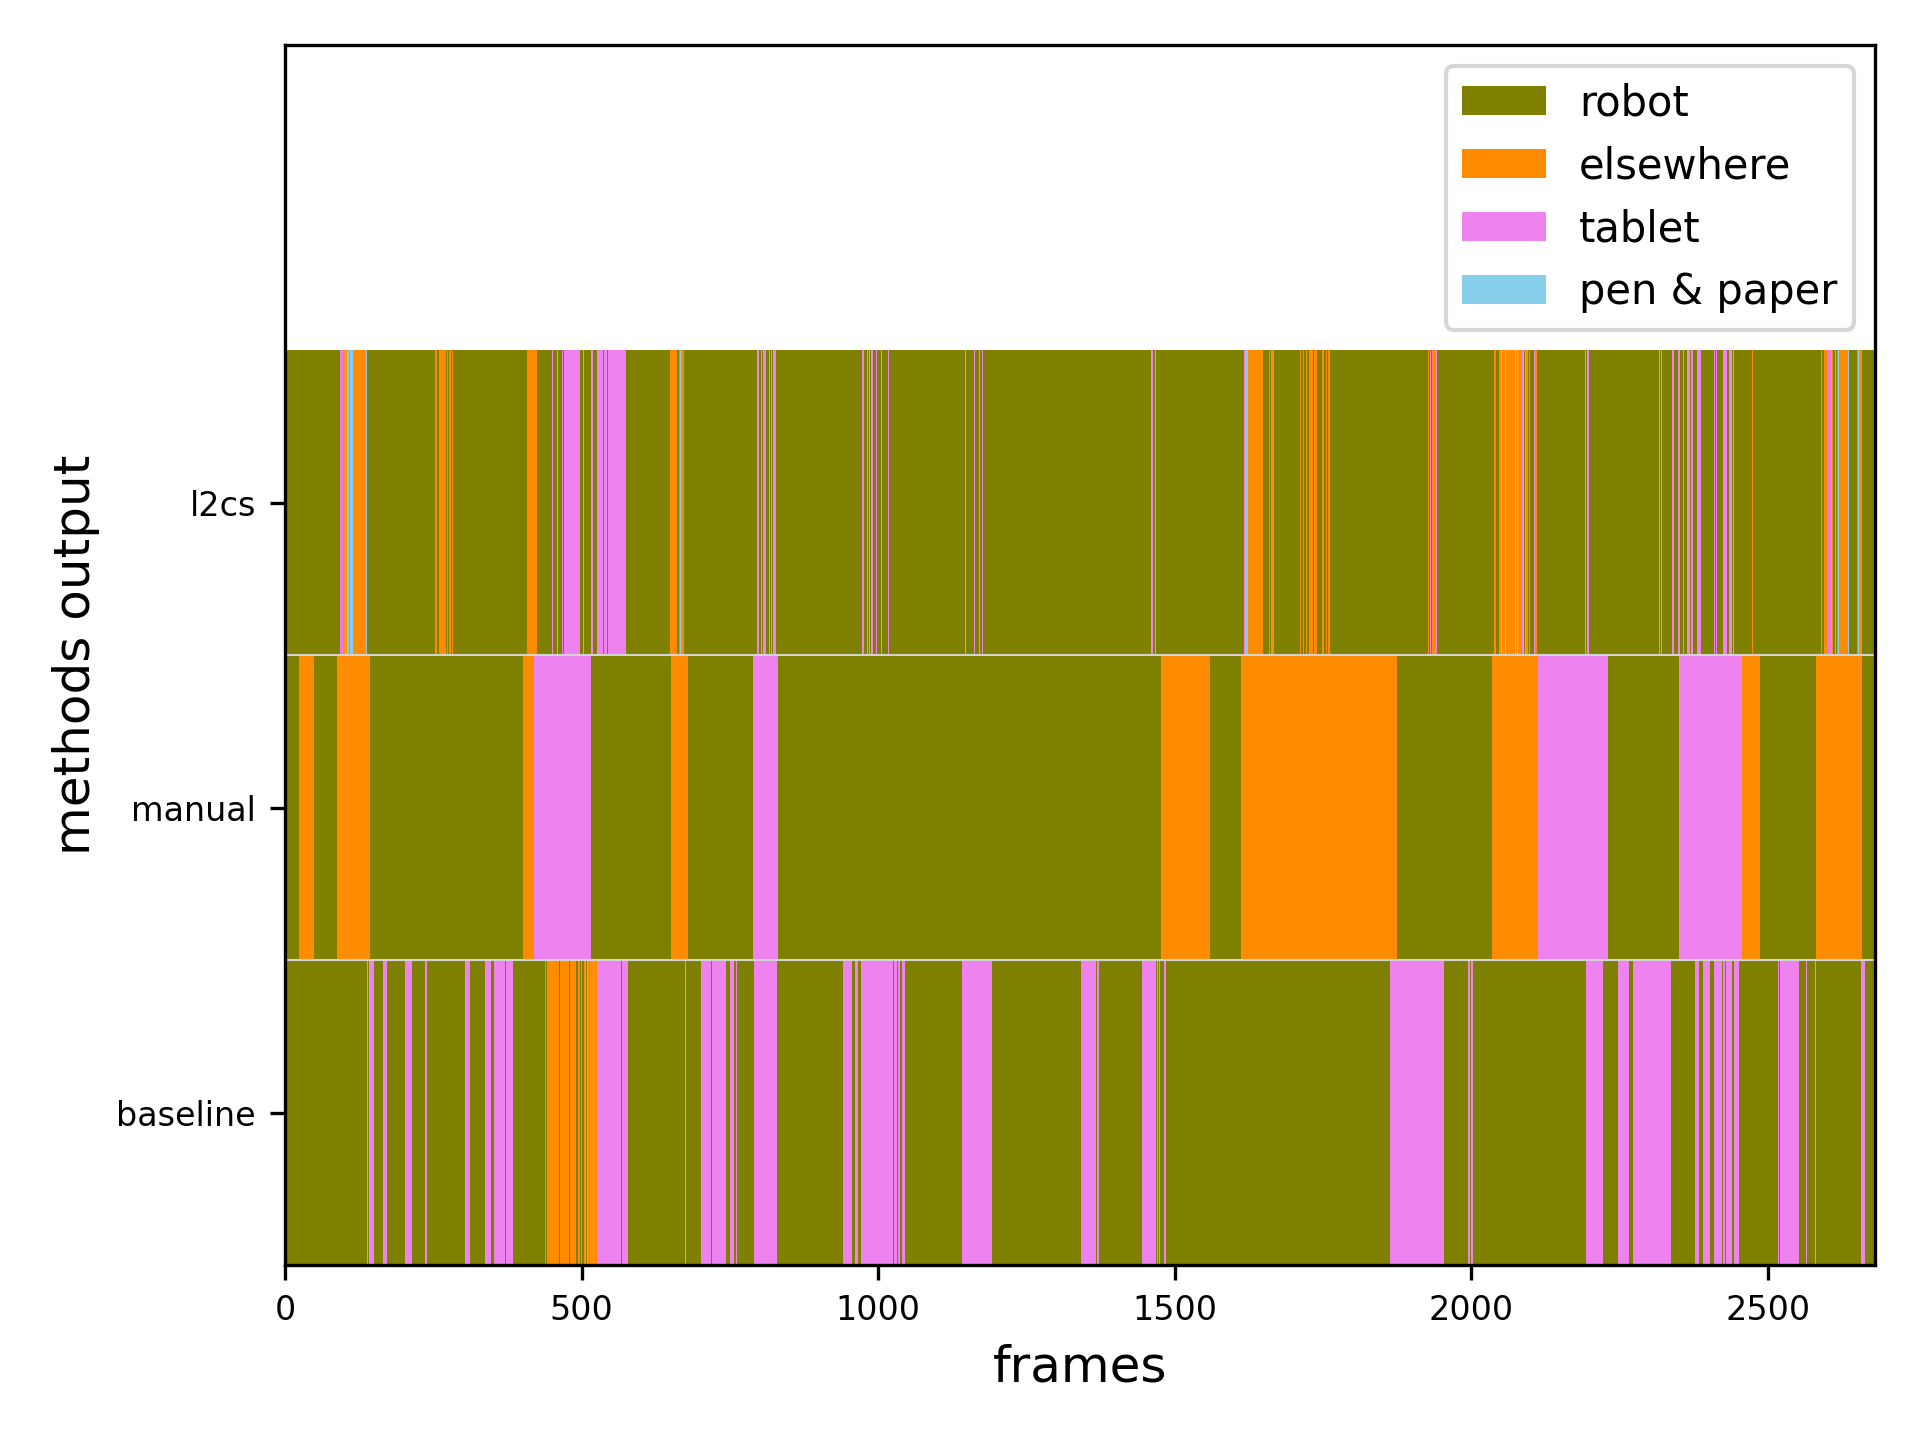 robot
elsewhere
tablet
pen & paper
methods output
l2cs
manual
baseline
0 500 1000 1500 2000 2500
frames